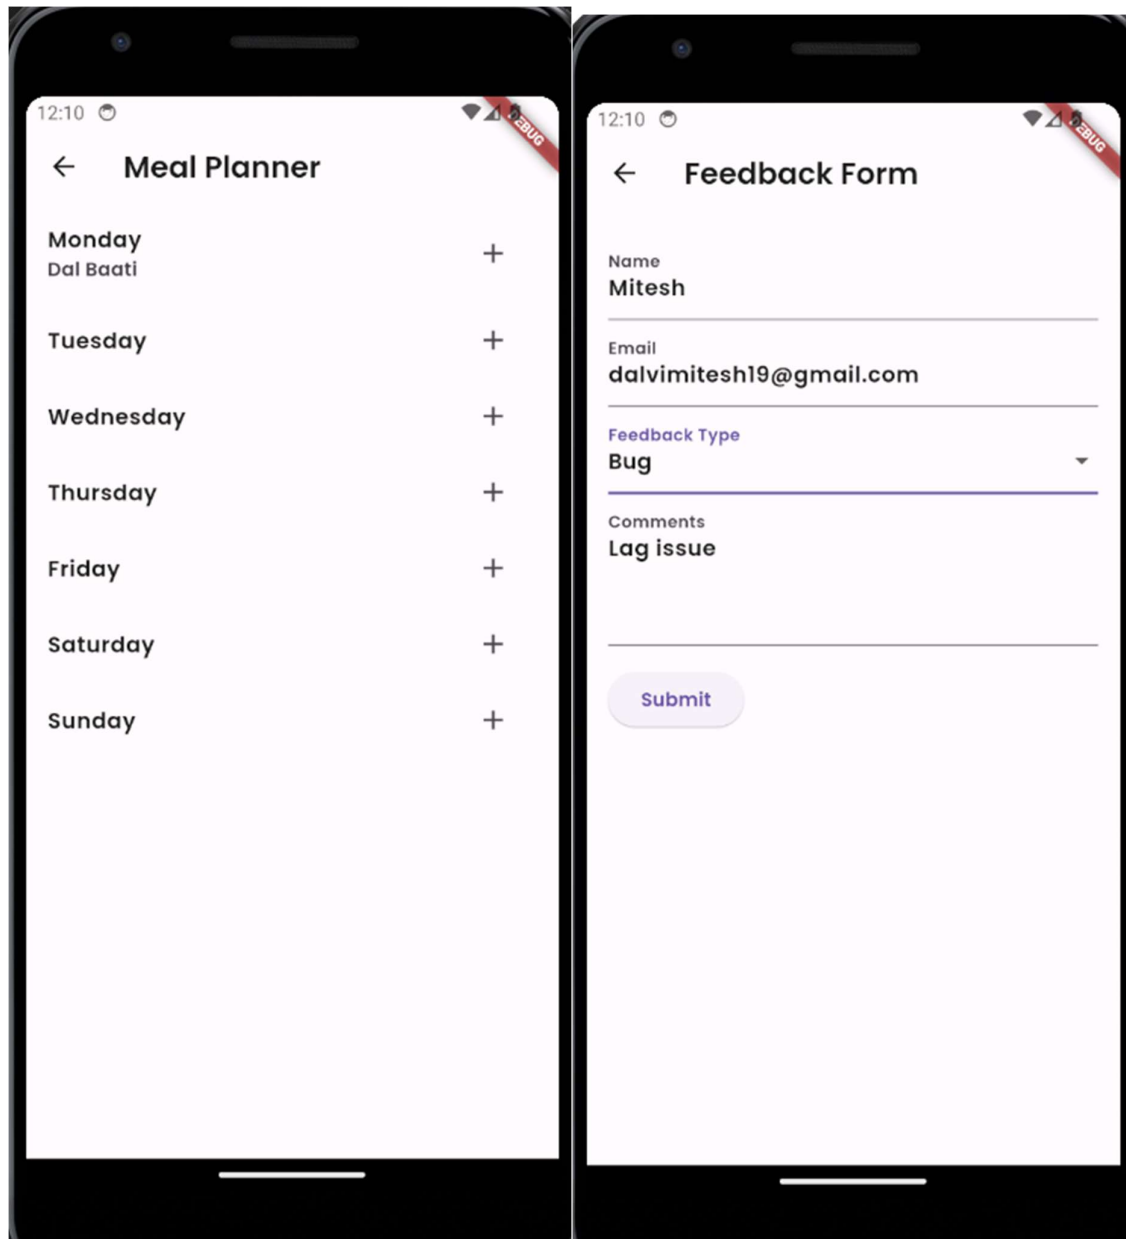 12:10
DEBUG
Meal Planner
Monday
Dal Baati
Tuesday
Wednesday
Thursday
Friday
Saturday
Sunday
12:10
DEBUG
Feedback Form
Name
Mitesh
Email
dalvimitesh19@gmail.com
Feedback Type
Bug
Comments
Lag issue
Submit